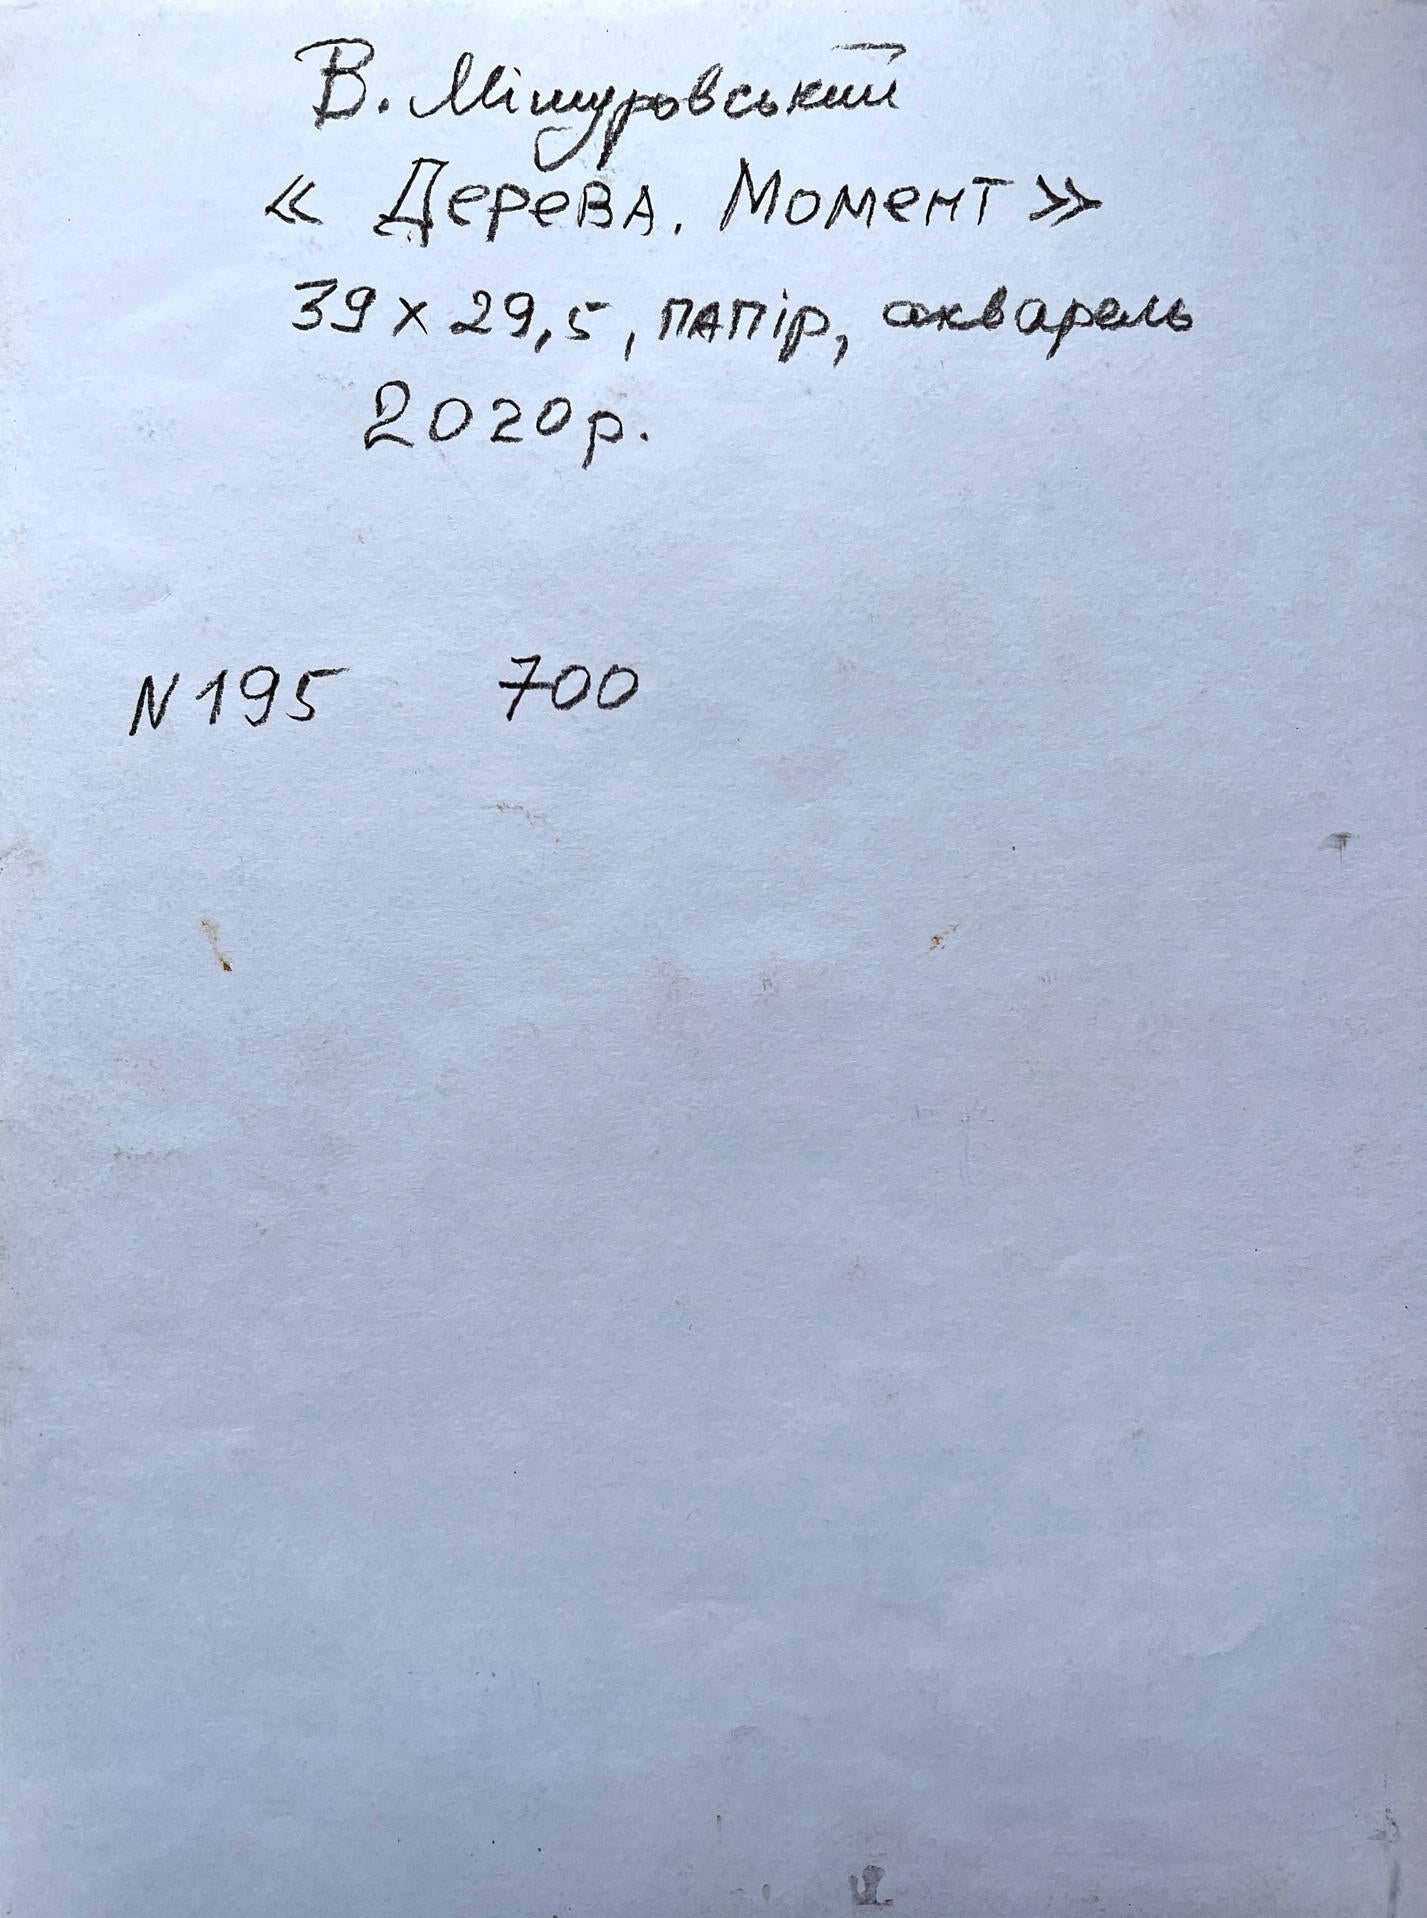 В. Мішуровський
« Дерева. Момент »
39 х 29,5, папір, акварель
2020р.
N 195 700